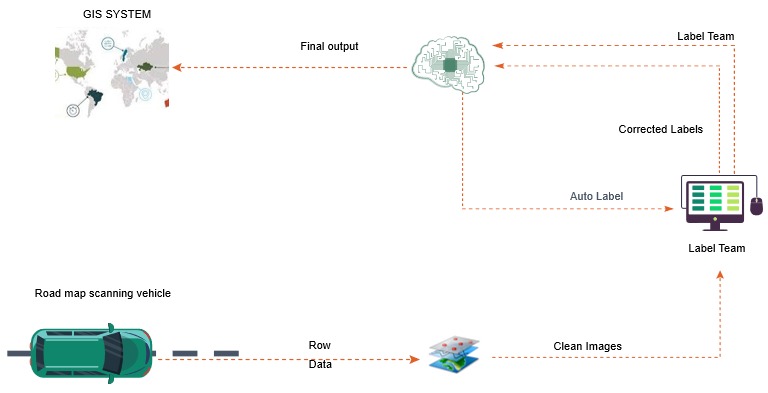 GIS SYSTEM
Final output
Label Team
Corrected Labels
Auto Label
Label Team
Road map scanning vehicle
Row
Data
Clean Images